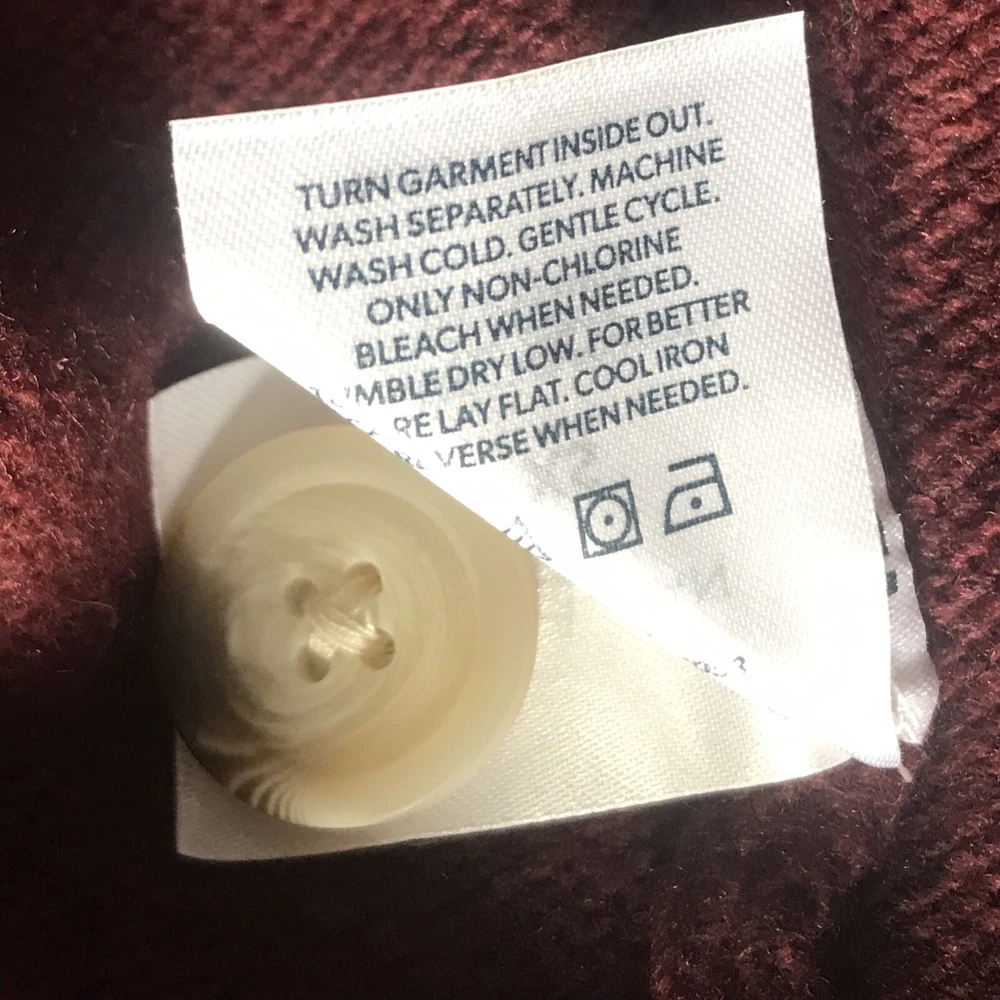 TURN GARMENT INSIDE OUT.
WASH SEPARATELY. MACHINE
WASH COLD. GENTLE CYCLE.
ONLY NON-CHLORINE
BLEACH WHEN NEEDED.
DRY LOW. FOR BETTER
LAY FLAT. COOL IRON
WHEN NEEDED.
3